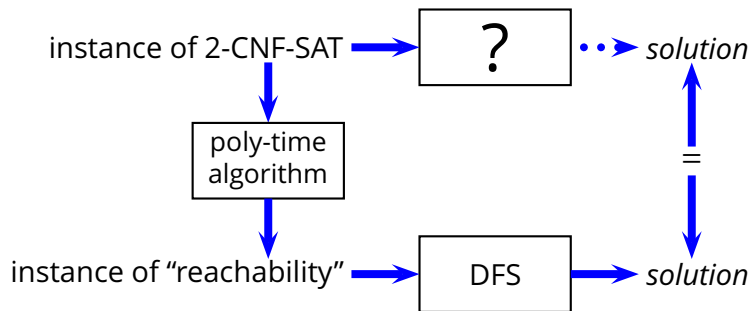 instance of 2-CNF-SAT
?
solution
poly-time
algorithm
=
instance of “reachability”
DFS
solution